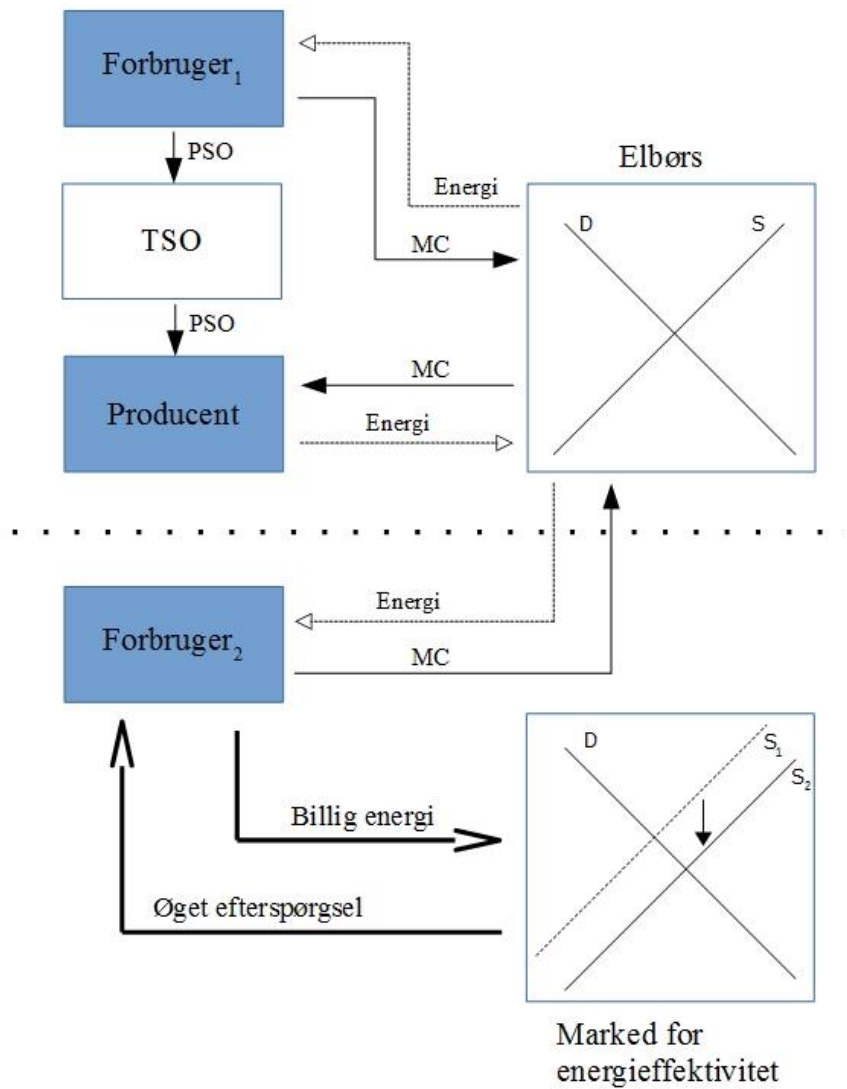 Forbruger₁
PSO
TSO
PSO
Producent
Energi
MC
MC
Energi
Elbørs
D S
Forbruger₂
Energi
MC
Billig energi
Øget efterspørgsel
D S₁
S₂
Marked for
energieffektivitet